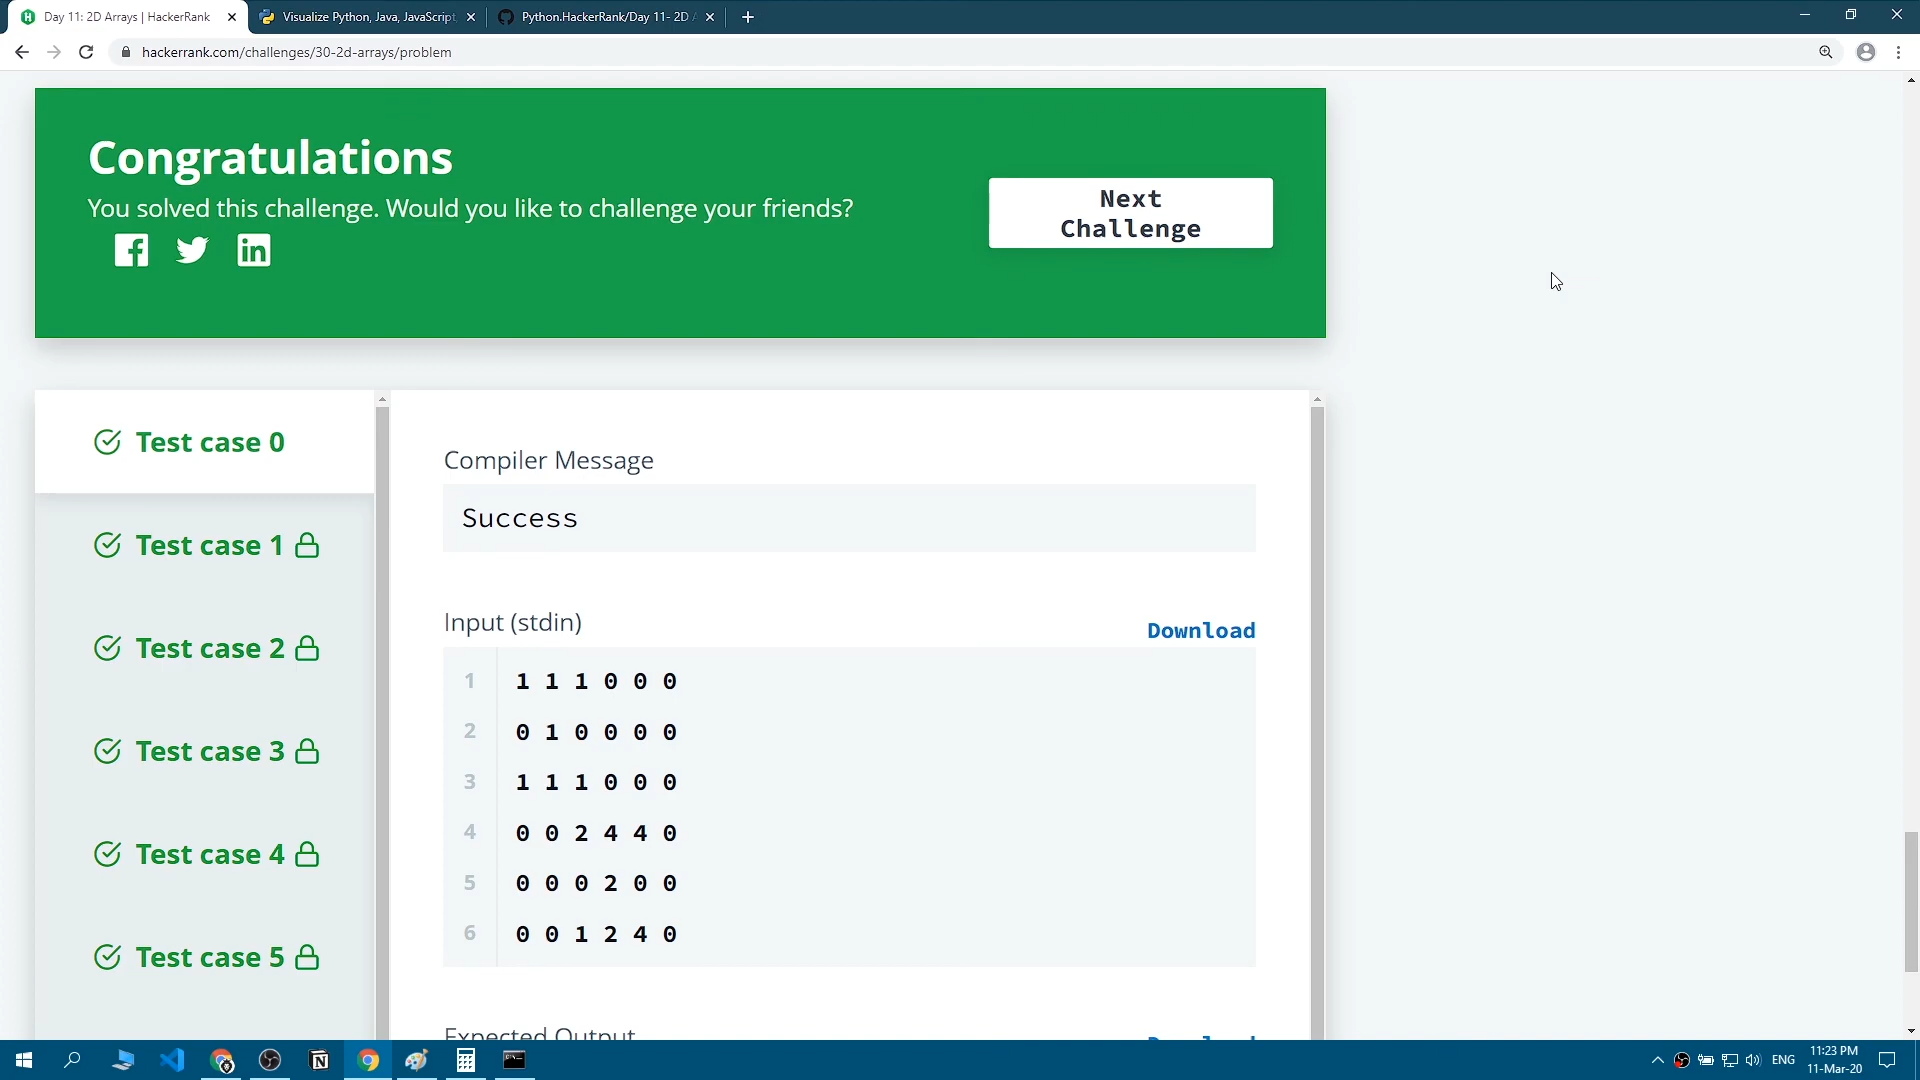 Day 11: 2D Arrays | HackerRank
Visualize Python, Java, JavaScript,
Python.HackerRank/Day 11- 2D A
hackerrank.com/challenges/30-2d-arrays/problem
Congratulations
You solved this challenge. Would you like to challenge your friends?
Next
Challenge
Test case 0
Test case 1
Test case 2
Test case 3
Test case 4
Test case 5
Compiler Message
Success
Input (stdin)
Download
1 1 1 1 0 0 0
2 0 1 0 0 0 0
3 1 1 1 0 0 0
4 0 0 2 4 4 0
5 0 0 0 2 0 0
6 0 0 1 2 4 0
Expected Output
Download
ENG
11:23 PM
11-Mar-20